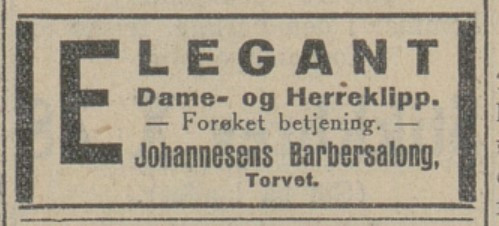 ELEGANT
Dame- og Herreklipp.
— Forøket betjening. —
Johannesens Barbersalong,
Torvet.